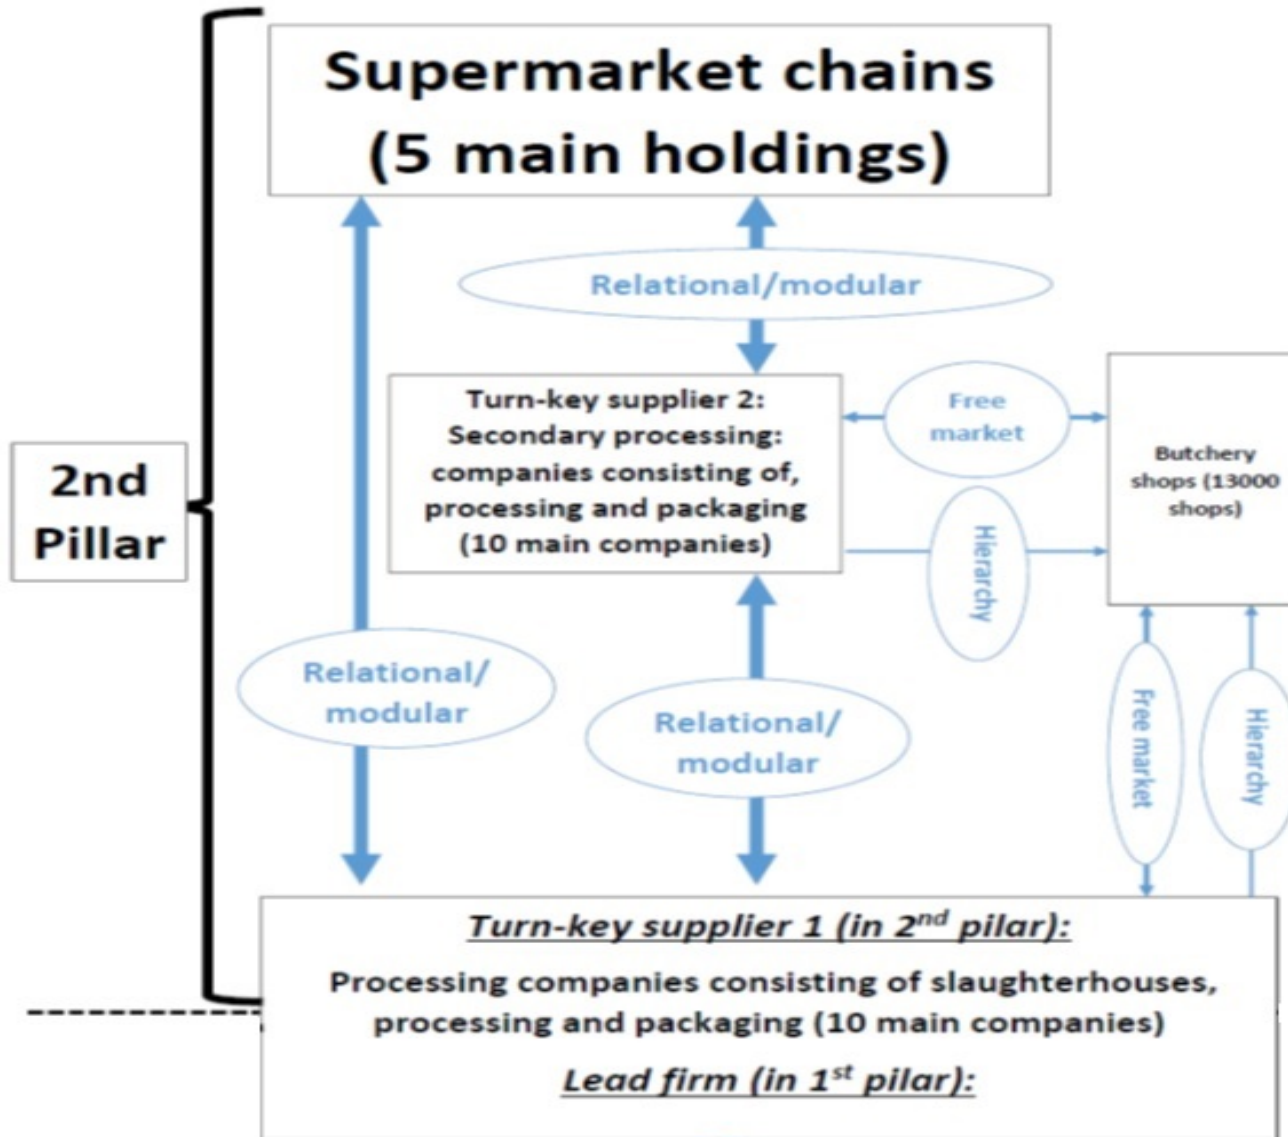 Supermarket chains
(5 main holdings)
Relational/modular
Turn-key supplier 2:
Secondary processing:
companies consisting of,
processing and packaging
(10 main companies)
Free
market
Butchery
shops (13000
shops)
Hierarchy
2nd
Pillar
Relational/
modular
Relational/
modular
Free market
Hierarchy
Turn-key supplier 1 (in 2nd pilar):
Processing companies consisting of slaughterhouses,
processing and packaging (10 main companies)
Lead firm (in 1st pilar):